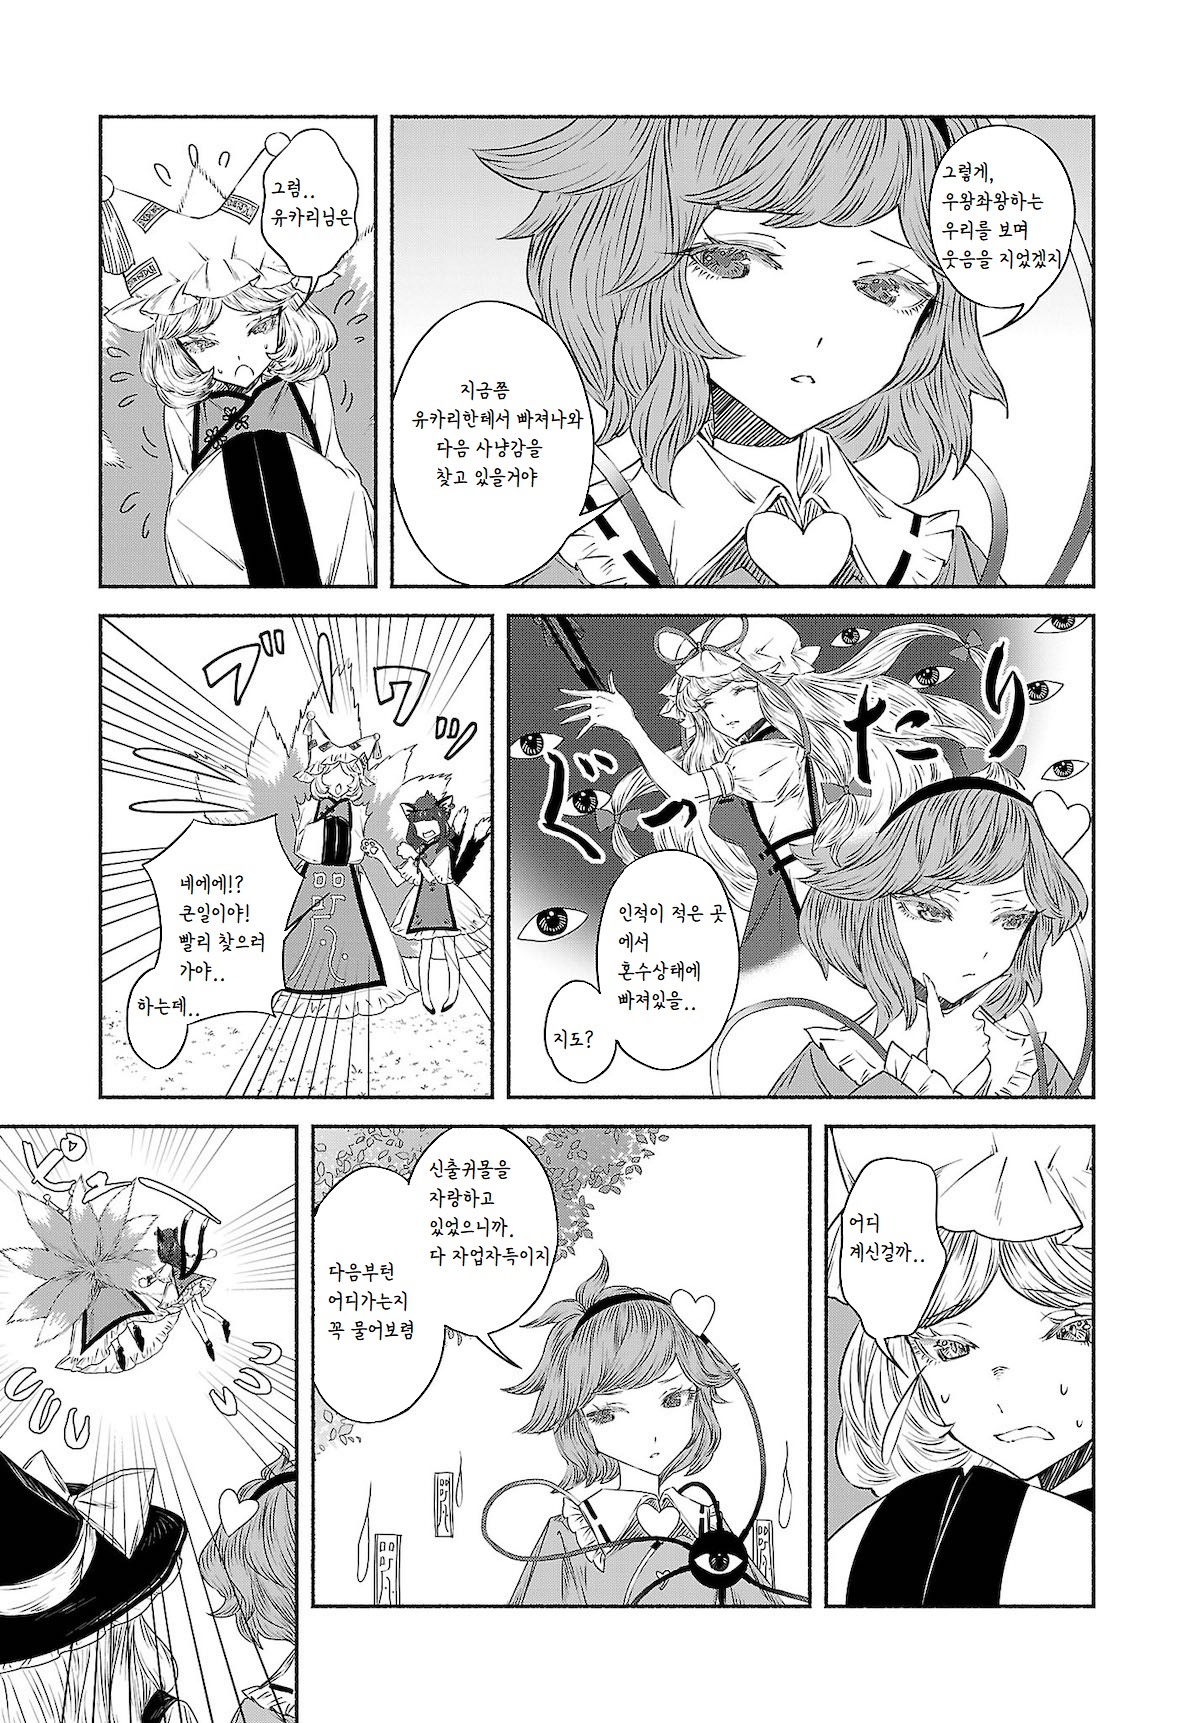 그렇게,
우왕좌왕하는
우리를 보며
웃음을 지었겠지
지금쯤
유카리한테서 빠져나와
다음 사냥감을
찾고 있을거야
그럼..
유카리님은
ぐったり
인적이 적은 곳
에서
혼수상태에
빠져있을..
지도?
ブワッ
네에에!?
큰일이야!
빨리 찾으러
가야..
하는데..
어디
계신걸까..
신출귀몰을
자랑하고
있었으니까.
다 자업자득이지
다음부턴
어디가는지
꼭 물어보렴
ピューー